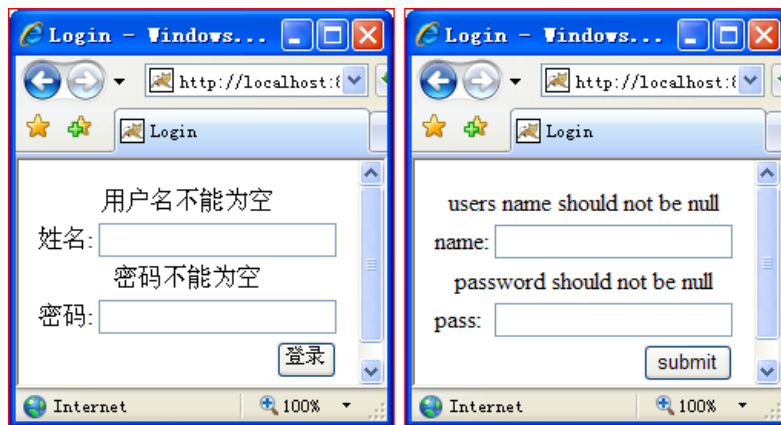 Login - Windows...
http://localhost:8
Login
用户名不能为空
姓名:
密码不能为空
密码:
登录
Internet
100%
Login - Windows...
http://localhost:8
Login
users name should not be null
name:
password should not be null
pass:
submit
Internet
100%